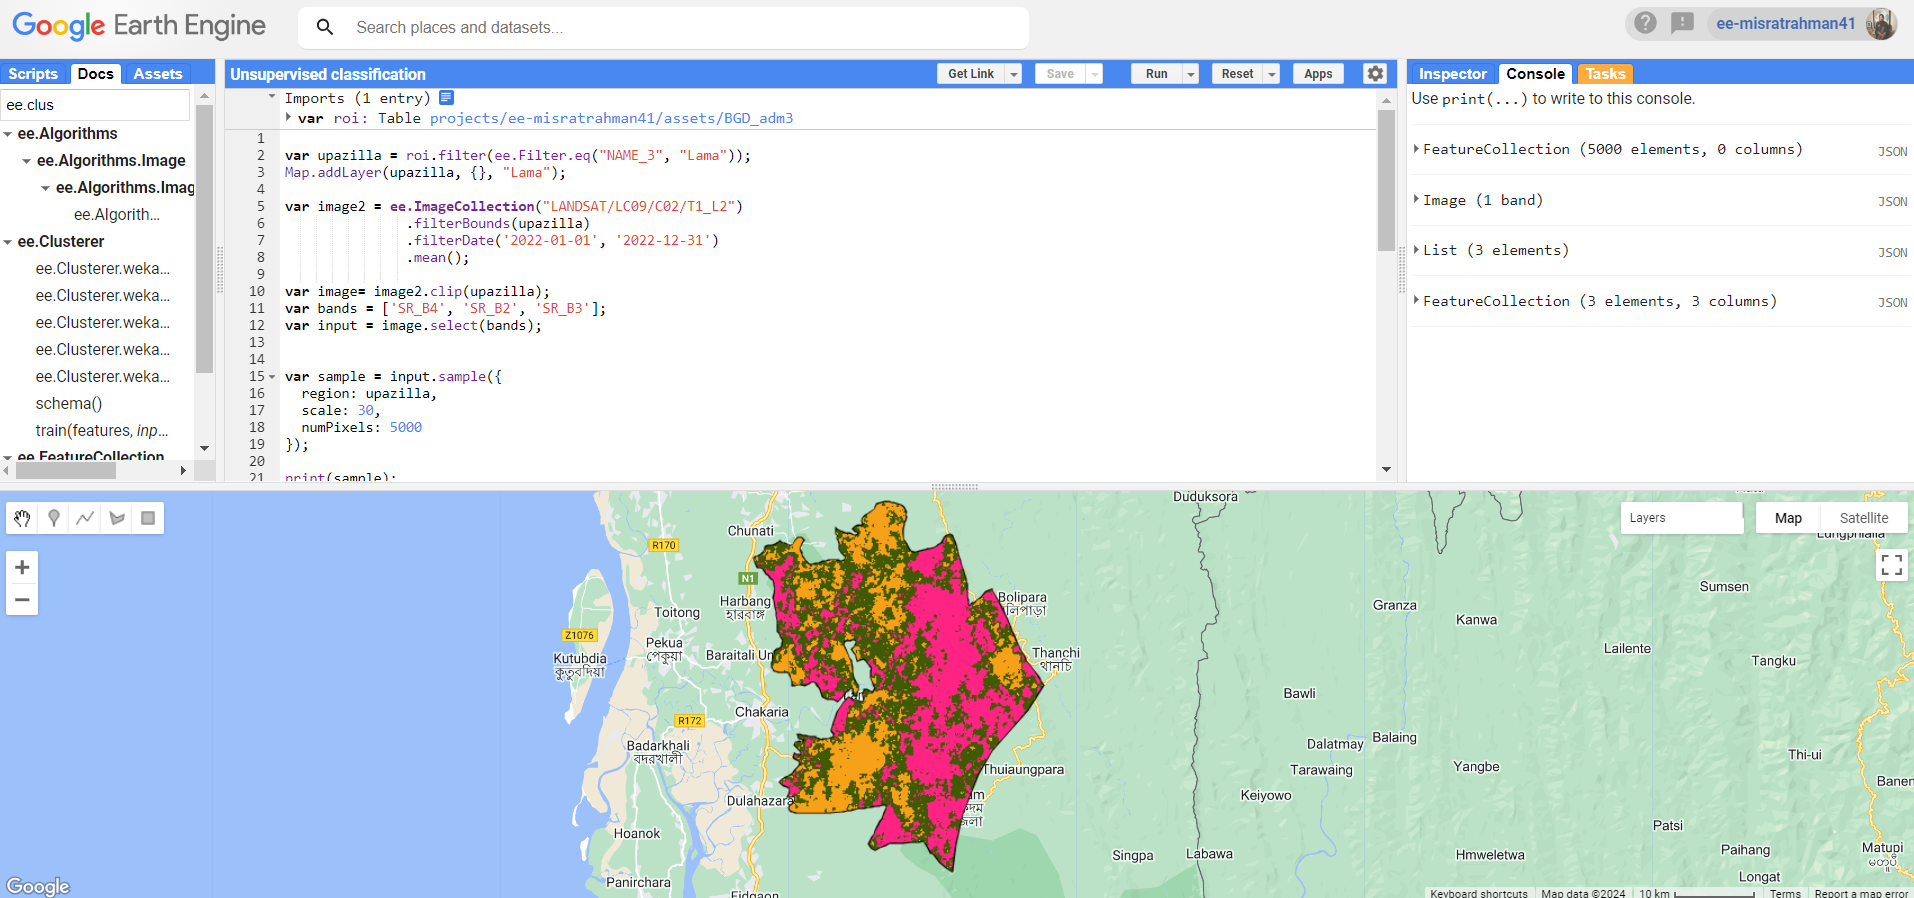 Google Earth Engine
Search places and datasets...
ee-misratrahman41
Scripts Docs Assets
ee.clus
ee.Algorithms
ee.Algorithms.Image
ee.Algorithms.Imag
ee.Algorith...
ee.Clusterer
ee.Clusterer.weka...
ee.Clusterer.weka...
ee.Clusterer.weka...
ee.Clusterer.weka...
ee.Clusterer.weka...
schema()
train(features, inp...
ee.FeatureCollection
Unsupervised classification
Get Link Save Run Reset Apps
Imports (1 entry)
var roi: Table projects/ee-misratrahman41/assets/BGD_adm3
1
2 var upazilla = roi.filter(ee.Filter.eq("NAME_3", "Lama"));
3 Map.addLayer(upazilla, {}, "Lama");
4
5 var image2 = ee.ImageCollection("LANDSAT/LC09/C02/T1_L2")
6 .filterBounds(upazilla)
7 .filterDate('2022-01-01', '2022-12-31')
8 .mean();
9
10 var image= image2.clip(upazilla);
11 var bands = ['SR_B4', 'SR_B2', 'SR_B3'];
12 var input = image.select(bands);
13
14
15 var sample = input.sample({
16 region: upazilla,
17 scale: 30,
18 numPixels: 5000
19 });
20
21 print(sample);
Inspector Console Tasks
Use print(...) to write to this console.
FeatureCollection (5000 elements, 0 columns) JSON
Image (1 band) JSON
List (3 elements) JSON
FeatureCollection (3 elements, 3 columns) JSON
Layers
Map Satellite
Duduksora
Lungphialia
Chunati
R170
N1
Harbang
হারবাঙ্গ
Toitong
Z1076
Pekua
পেকুয়া
Baraitali Un
Kutubdia
কুতুবদিয়া
Bolipara
লিপাড়া
Thanchi
থানচি
Chakaria
R172
Badarkhali
বদরখালী
Thuiaungpara
Dulahazara
am
Hoanok
Panirchara
Eidgaon
Sumsen
Granza
Kanwa
Lailente
Tangku
Bawli
Dalatmay
Balaing
Tarawaing
Yangbe
Thi-ui
Banen
Keiyowo
Patsi
Singpa
Labawa
Hmweletwa
Paihang
Matupi
မတူပီ
Longat
Google
Keyboard shortcuts Map data ©2024 10 km Terms Report a map error